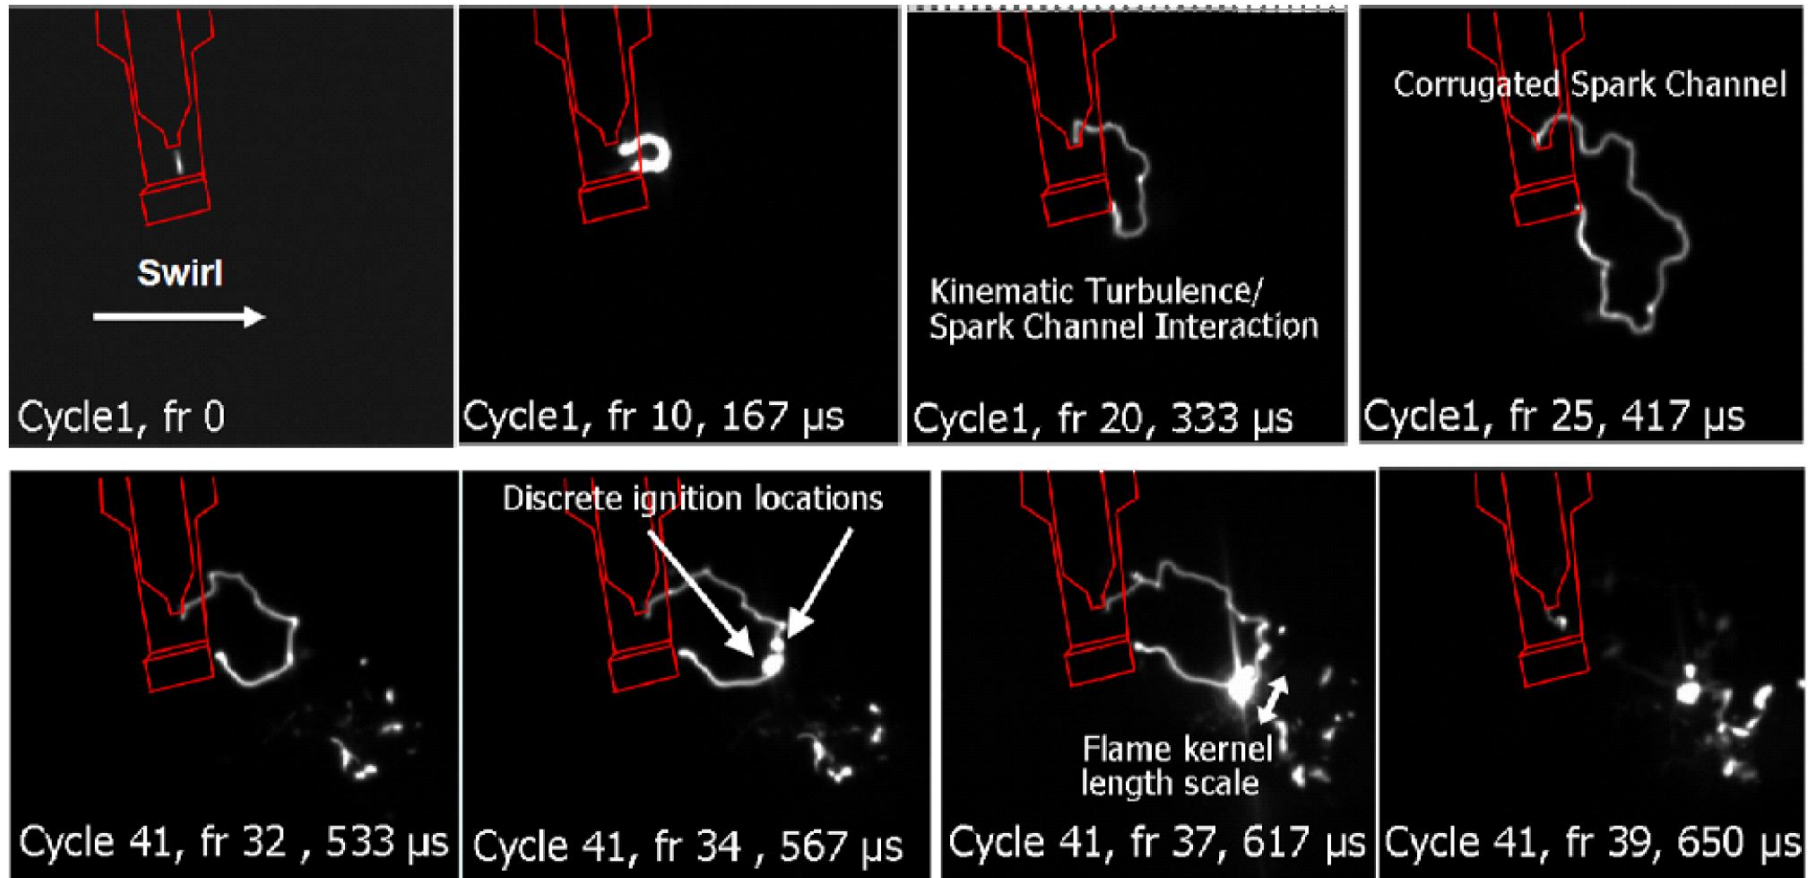 Swirl
Cycle1, fr 0
Cycle1, fr 10, 167 µs
Kinematic Turbulence/
Spark Channel Interaction
Cycle1, fr 20, 333 µs
Corrugated Spark Channel
Cycle1, fr 25, 417 µs
Cycle 41, fr 32 , 533 µs
Discrete ignition locations
Cycle 41, fr 34 , 567 µs
Flame kernel
length scale
Cycle 41, fr 37, 617 µs
Cycle 41, fr 39, 650 µs